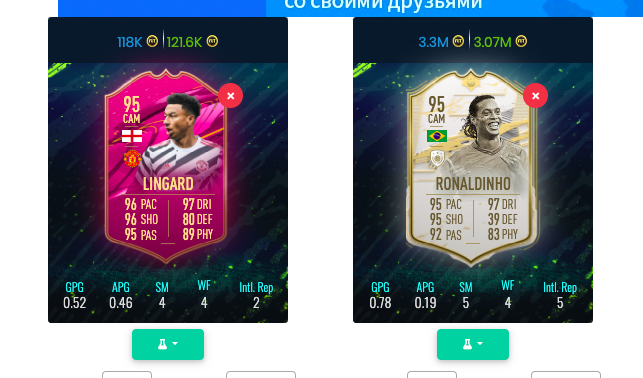 со своими друзьями
118K 121.6K
95
CAM
LINGARD
96 PAC 97 DRI
96 SHO 80 DEF
95 PAS 89 PHY
GPG APG SM WF Intl. Rep
0.52 0.46 4 4 2
3.3M 3.07M
95
CAM
RONALDINHO
95 PAC 97 DRI
95 SHO 39 DEF
92 PAS 83 PHY
GPG APG SM WF Intl. Rep
0.78 0.19 5 4 5